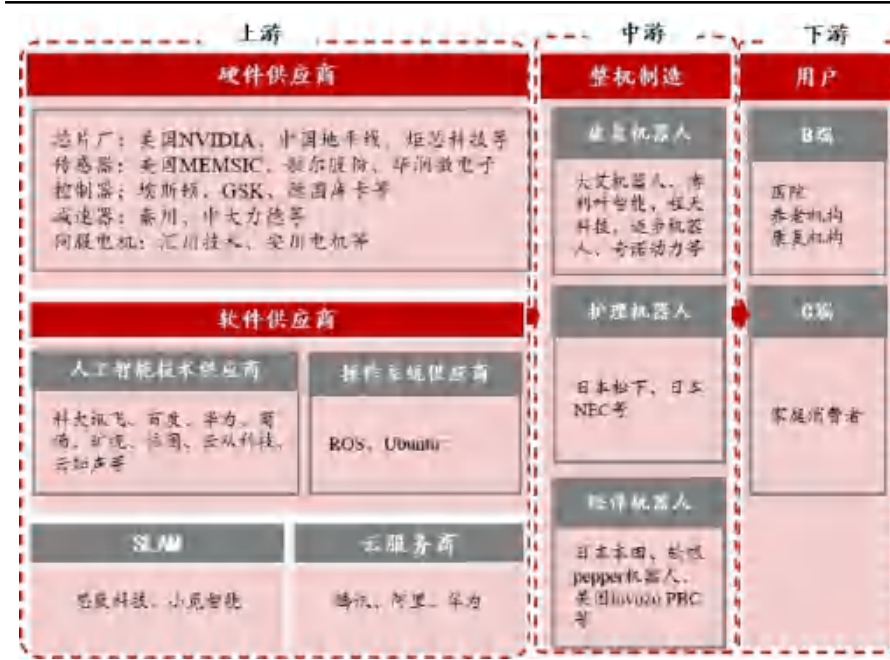 上游
硬件供应商
芯片厂：美国NVIDIA、中国地平线、炬芯科技等
传感器：美国MEMSIC、歌尔股份、华润微电子
控制器：埃斯顿、GSK、德国库卡等
减速器：秦川、中大力德等
伺服电机：汇川技术、安川电机等
软件供应商
人工智能技术供应商
科大讯飞、百度、华为、商
汤、旷视、依图、云从科技、
云知声等
操作系统供应商
ROS、Ubuntu
SLAM
思岚科技、小觅智能
云服务商
腾讯、阿里、华为
中游
整机制造
康复机器人
大艾机器人、傅
利叶智能、程天
科技、迈步机器
人、奇诺动力等
护理机器人
日本松下、日本
NEC等
陪伴机器人
日本本田、软银
pepper机器人、
美国
等
下游
用户
B端
医院
养老机构
康复机构
C端
家庭消费者